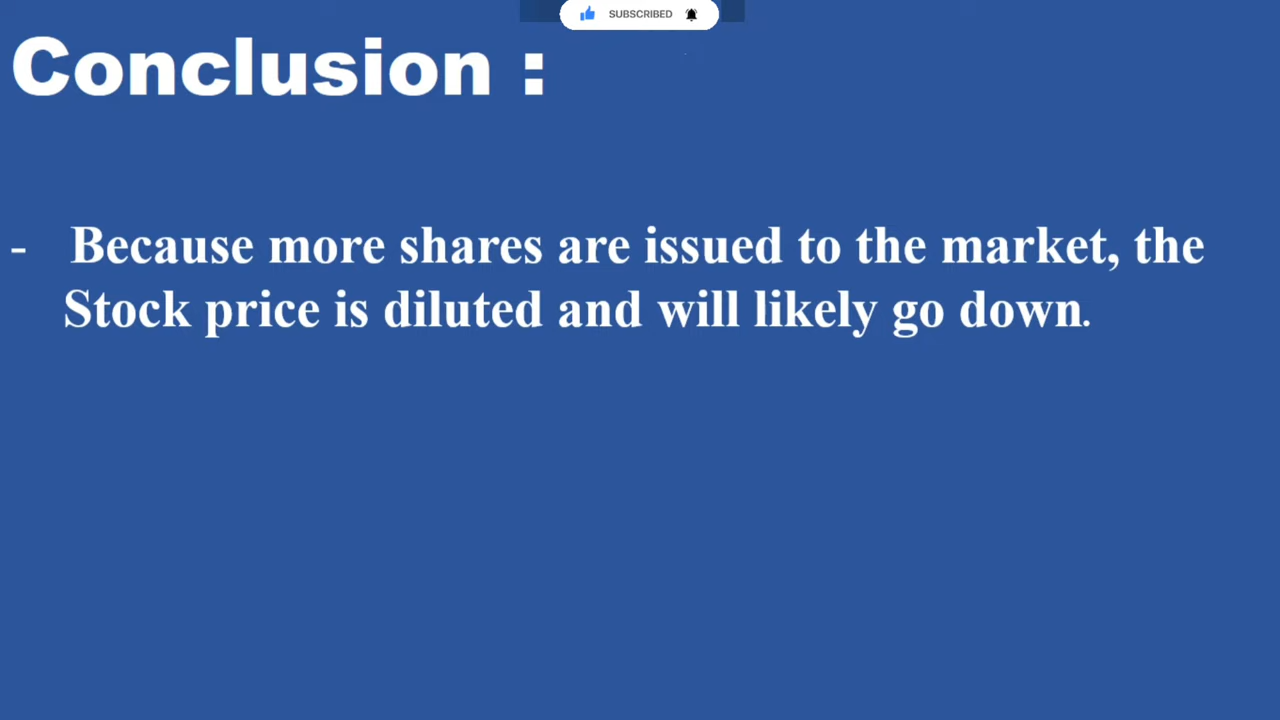 SUBSCRIBED
Conclusion :
- Because more shares are issued to the market, the
Stock price is diluted and will likely go down.